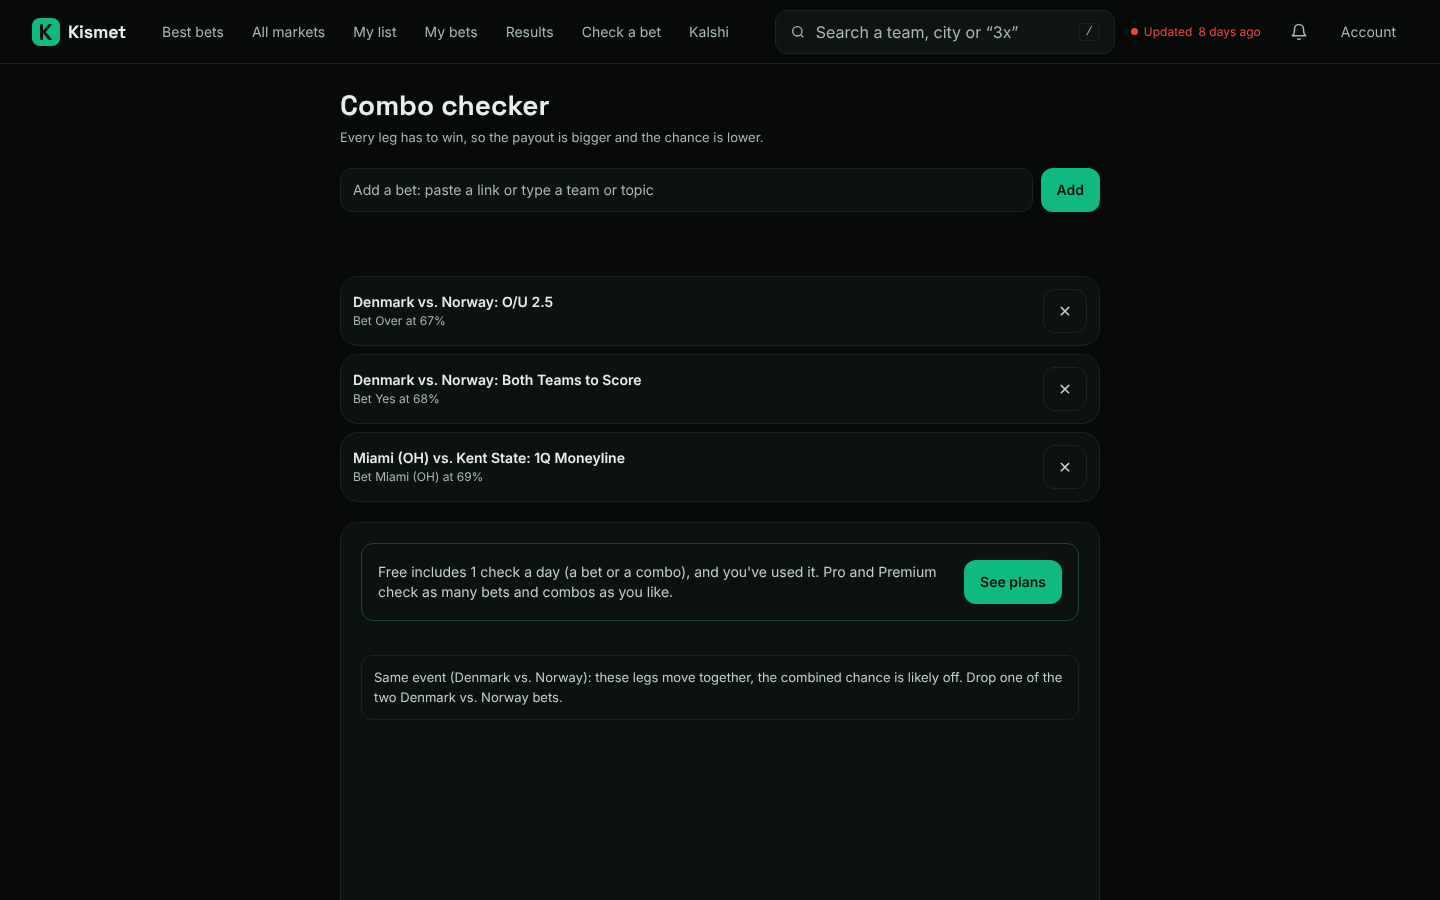 K Kismet Best bets All markets My list My bets Results Check a bet Kalshi Search a team, city or “3x” / Updated 8 days ago Account
Combo checker
Every leg has to win, so the payout is bigger and the chance is lower.
Add a bet: paste a link or type a team or topic Add
Denmark vs. Norway: O/U 2.5
Bet Over at 67%
Denmark vs. Norway: Both Teams to Score
Bet Yes at 68%
Miami (OH) vs. Kent State: 1Q Moneyline
Bet Miami (OH) at 69%
Free includes 1 check a day (a bet or a combo), and you've used it. Pro and Premium
check as many bets and combos as you like.
See plans
Same event (Denmark vs. Norway): these legs move together, the combined chance is likely off. Drop one of the
two Denmark vs. Norway bets.